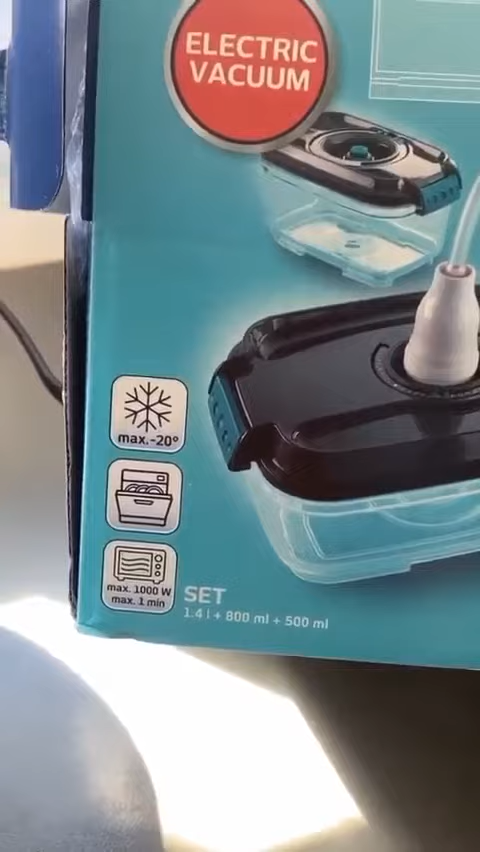 ELECTRIC
VACUUM
max.-20°
max. 1000 W
max. 1 min
SET
1.4 l + 800 ml + 500 ml